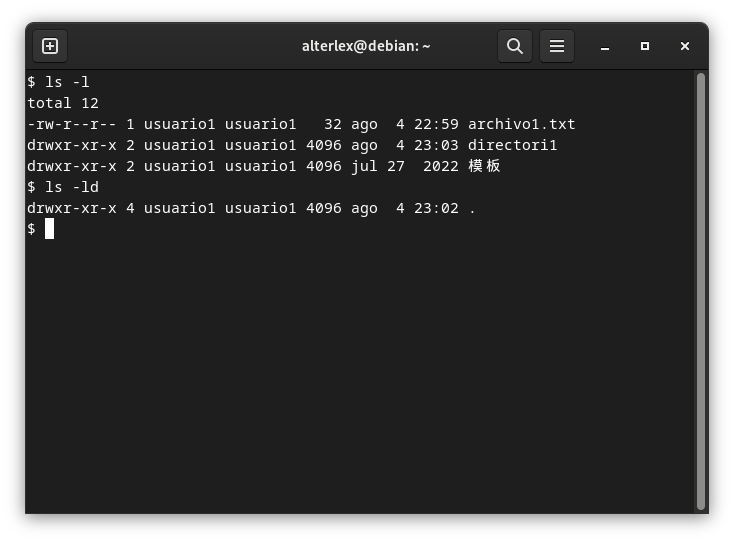 alterlex@debian: ~
$ ls -l
total 12
-rw-r--r-- 1 usuario1 usuario1   32 ago  4 22:59 archivo1.txt
drwxr-xr-x 2 usuario1 usuario1 4096 ago  4 23:03 directori1
drwxr-xr-x 2 usuario1 usuario1 4096 jul 27  2022 模板
$ ls -ld
drwxr-xr-x 4 usuario1 usuario1 4096 ago  4 23:02 .
$